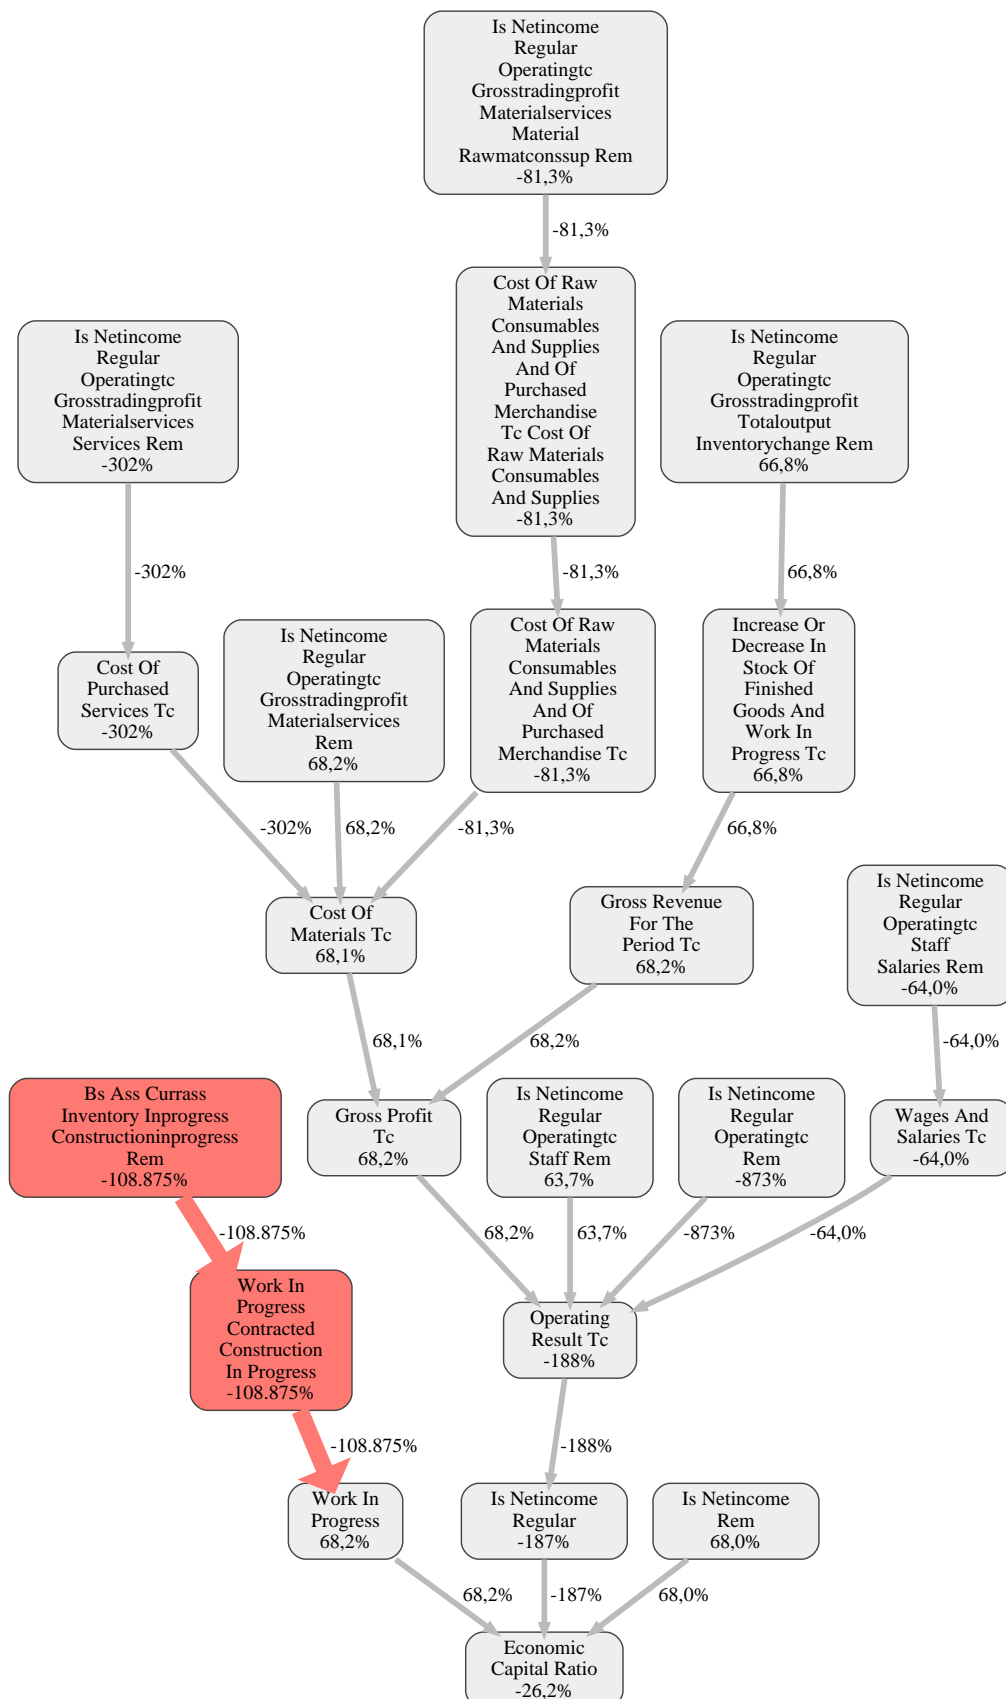 Is Netincome
Regular
Operatingtc
Grosstradingprofit
Materialservices
Material
Rawmatconssup Rem
-81,3%
-81,3%
Cost Of Raw
Materials
Consumables
And Supplies
And Of
Purchased
Merchandise
Tc Cost Of
Raw Materials
Consumables
And Supplies
-81,3%
Is Netincome
Regular
Operatingtc
Grosstradingprofit
Materialservices
Services Rem
-302%
Is Netincome
Regular
Operatingtc
Grosstradingprofit
Totaloutput
Inventorychange Rem
66,8%
-302%
-81,3%
66,8%
Cost Of
Purchased
Services Tc
-302%
Is Netincome
Regular
Operatingtc
Grosstradingprofit
Materialservices
Rem
68,2%
Cost Of Raw
Materials
Consumables
And Supplies
And Of
Purchased
Merchandise Tc
-81,3%
Increase Or
Decrease In
Stock Of
Finished
Goods And
Work In
Progress Tc
66,8%
-302%
68,2%
-81,3%
66,8%
Cost Of
Materials Tc
68,1%
Gross Revenue
For The
Period Tc
68,2%
Is Netincome
Regular
Operatingtc
Staff
Salaries Rem
-64,0%
68,1%
68,2%
-64,0%
Bs Ass Currass
Inventory Inprogress
Constructioninprogress
Rem
-108.875%
Gross Profit
Tc
68,2%
Is Netincome
Regular
Operatingtc
Staff Rem
63,7%
Is Netincome
Regular
Operatingtc
Rem
-873%
Wages And
Salaries Tc
-64,0%
-108.875%
68,2%
63,7%
-873%
-64,0%
Work In
Progress
Contracted
Construction
In Progress
-108.875%
Operating
Result Tc
-188%
-108.875%
-188%
Work In
Progress
68,2%
Is Netincome
Regular
-187%
Is Netincome
Rem
68,0%
68,2%
-187%
68,0%
Economic
Capital Ratio
-26,2%